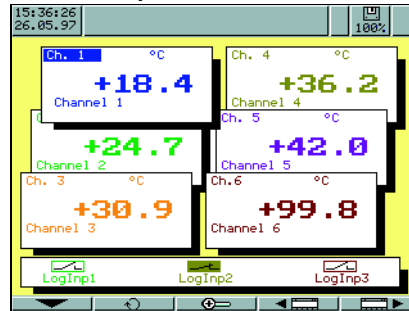 15:36:26
26.05.97
100%
Ch. 1 °C
+18.4
Channel 1
Ch. 4 °C
+36.2
Channel 4
+24.7
Channel 2
Ch. 5 °C
+42.0
Channel 5
Ch. 3 °C
+30.9
Channel 3
Ch.6 °C
+99.8
Channel 6
LogInp1 LogInp2 LogInp3